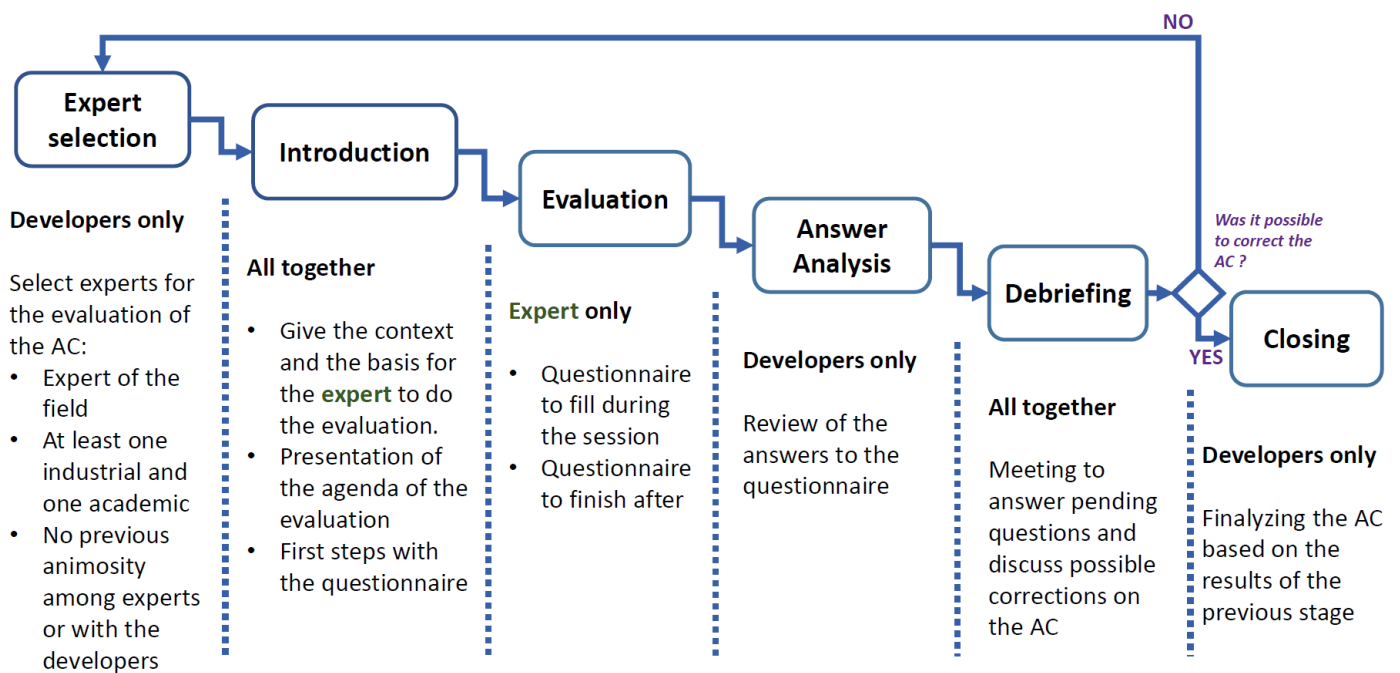 NO
Expert
selection
Introduction
Evaluation
Answer
Analysis
Debriefing
Was it possible
to correct the
AC ?
YES
Closing
Developers only
Select experts for
the evaluation of
the AC:
• Expert of the
field
• At least one
industrial and
one academic
• No previous
animosity
among experts
or with the
developers
All together
• Give the context
and the basis for
the expert to do
the evaluation.
• Presentation of
the agenda of the
evaluation
• First steps with
the questionnaire
Expert only
• Questionnaire
to fill during
the session
• Questionnaire
to finish after
Developers only
Review of the
answers to the
questionnaire
All together
Meeting to
answer pending
questions and
discuss possible
corrections on
the AC
Developers only
Finalyzing the AC
based on the
results of the
previous stage